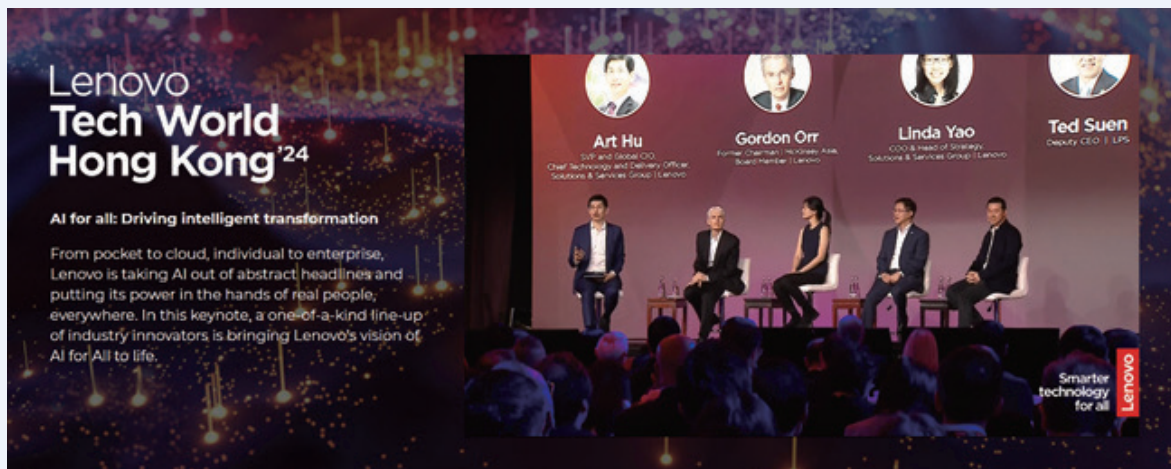 Lenovo
Tech World
Hong Kong '24
AI for all: Driving intelligent transformation
From pocket to cloud, individual to enterprise,
Lenovo is taking AI out of abstract headlines and
putting its power in the hands of real people,
everywhere. In this keynote, a one-of-a-kind line-up
of industry innovators is bringing Lenovo's vision of
AI for All to life.
Art Hu
SVP and Global CIO,
Chief Technology and Delivery Officer,
Solutions & Services Group | Lenovo
Gordon Orr
Former Chairman | McKinsey Asia,
Board Member | Lenovo
Linda Yao
COO & Head of Strategy,
Solutions & Services Group | Lenovo
Ted Suen
Deputy CEO | LPS
Smarter
technology
for all
Lenovo